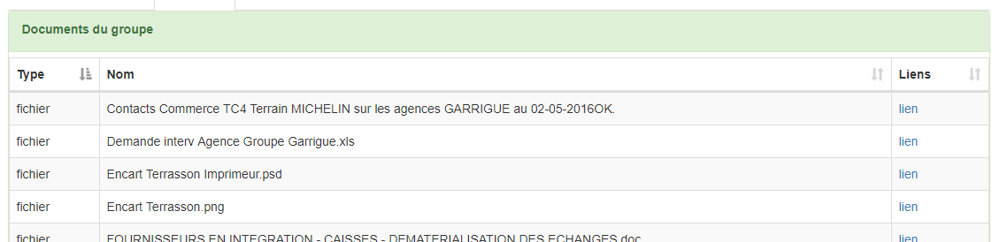 Documents du groupe
Type Nom Liens
fichier Contacts Commerce TC4 Terrain MICHELIN sur les agences GARRIGUE au 02-05-2016OK. lien
fichier Demande interv Agence Groupe Garrigue.xls lien
fichier Encart Terrasson Imprimeur.psd lien
fichier Encart Terrasson.png lien
fichier FOURNISSEURS EN INTEGRATION - CAISSES - DEMATERIALISATION DES ECHANGES.doc lien